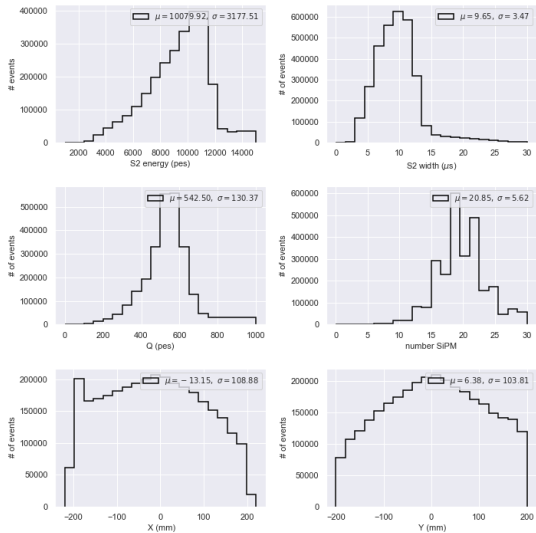 μ = 10079.92, σ = 3177.51
# of events
400000
300000
200000
100000
0
2000 4000 6000 8000 10000 12000 14000
S2 energy (pes)
μ = 9.65, σ = 3.47
# of events
600000
500000
400000
300000
200000
100000
0
0 5 10 15 20 25 30
S2 width (μs)
μ = 542.50, σ = 130.37
# of events
500000
400000
300000
200000
100000
0
0 200 400 600 800 1000
Q (pes)
μ = 20.85, σ = 5.62
# of events
600000
500000
400000
300000
200000
100000
0
0 5 10 15 20 25 30
number SiPM
μ = −13.15, σ = 108.88
# of events
200000
150000
100000
50000
0
−200 −100 0 100 200
X (mm)
μ = 6.38, σ = 103.81
# of events
200000
150000
100000
50000
0
−200 −100 0 100 200
Y (mm)